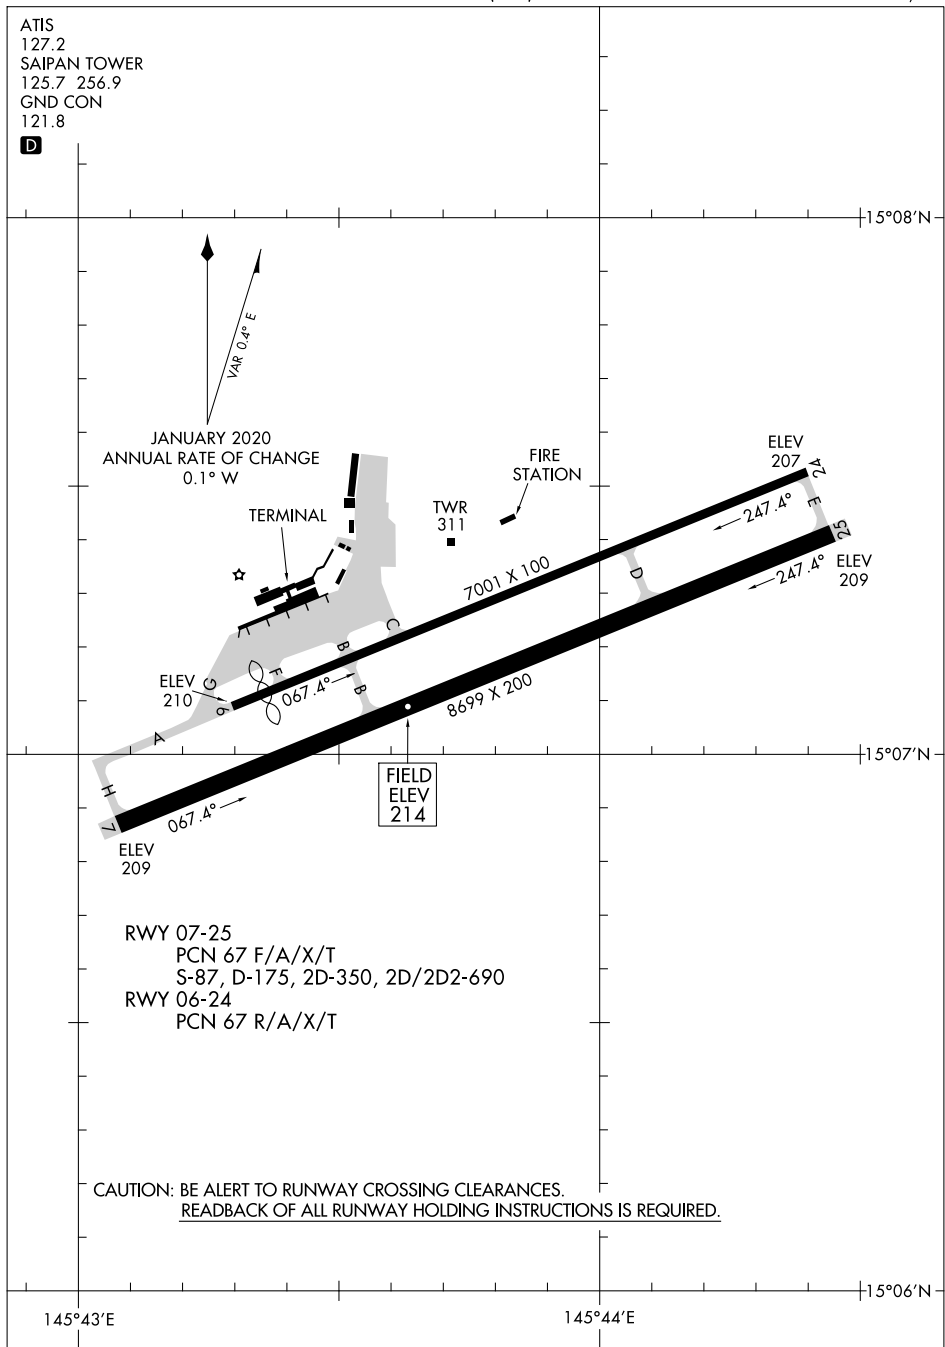 ATIS
127.2
SAIPAN TOWER
125.7 256.9
GND CON
121.8
D
15°08'N
VAR 0.4° E
JANUARY 2020
ANNUAL RATE OF CHANGE
0.1° W
FIRE
STATION
ELEV
207
24
TERMINAL
TWR
311
247.4°
E
25
ELEV
209
7001 X 100
D
247.4°
C
B
F
G
ELEV
210
6
067.4°
B
8699 X 200
A
15°07'N
FIELD
ELEV
214
H
7
067.4°
ELEV
209
RWY 07-25
PCN 67 F/A/X/T
S-87, D-175, 2D-350, 2D/2D2-690
RWY 06-24
PCN 67 R/A/X/T
CAUTION: BE ALERT TO RUNWAY CROSSING CLEARANCES.
READBACK OF ALL RUNWAY HOLDING INSTRUCTIONS IS REQUIRED.
15°06'N
145°43'E
145°44'E